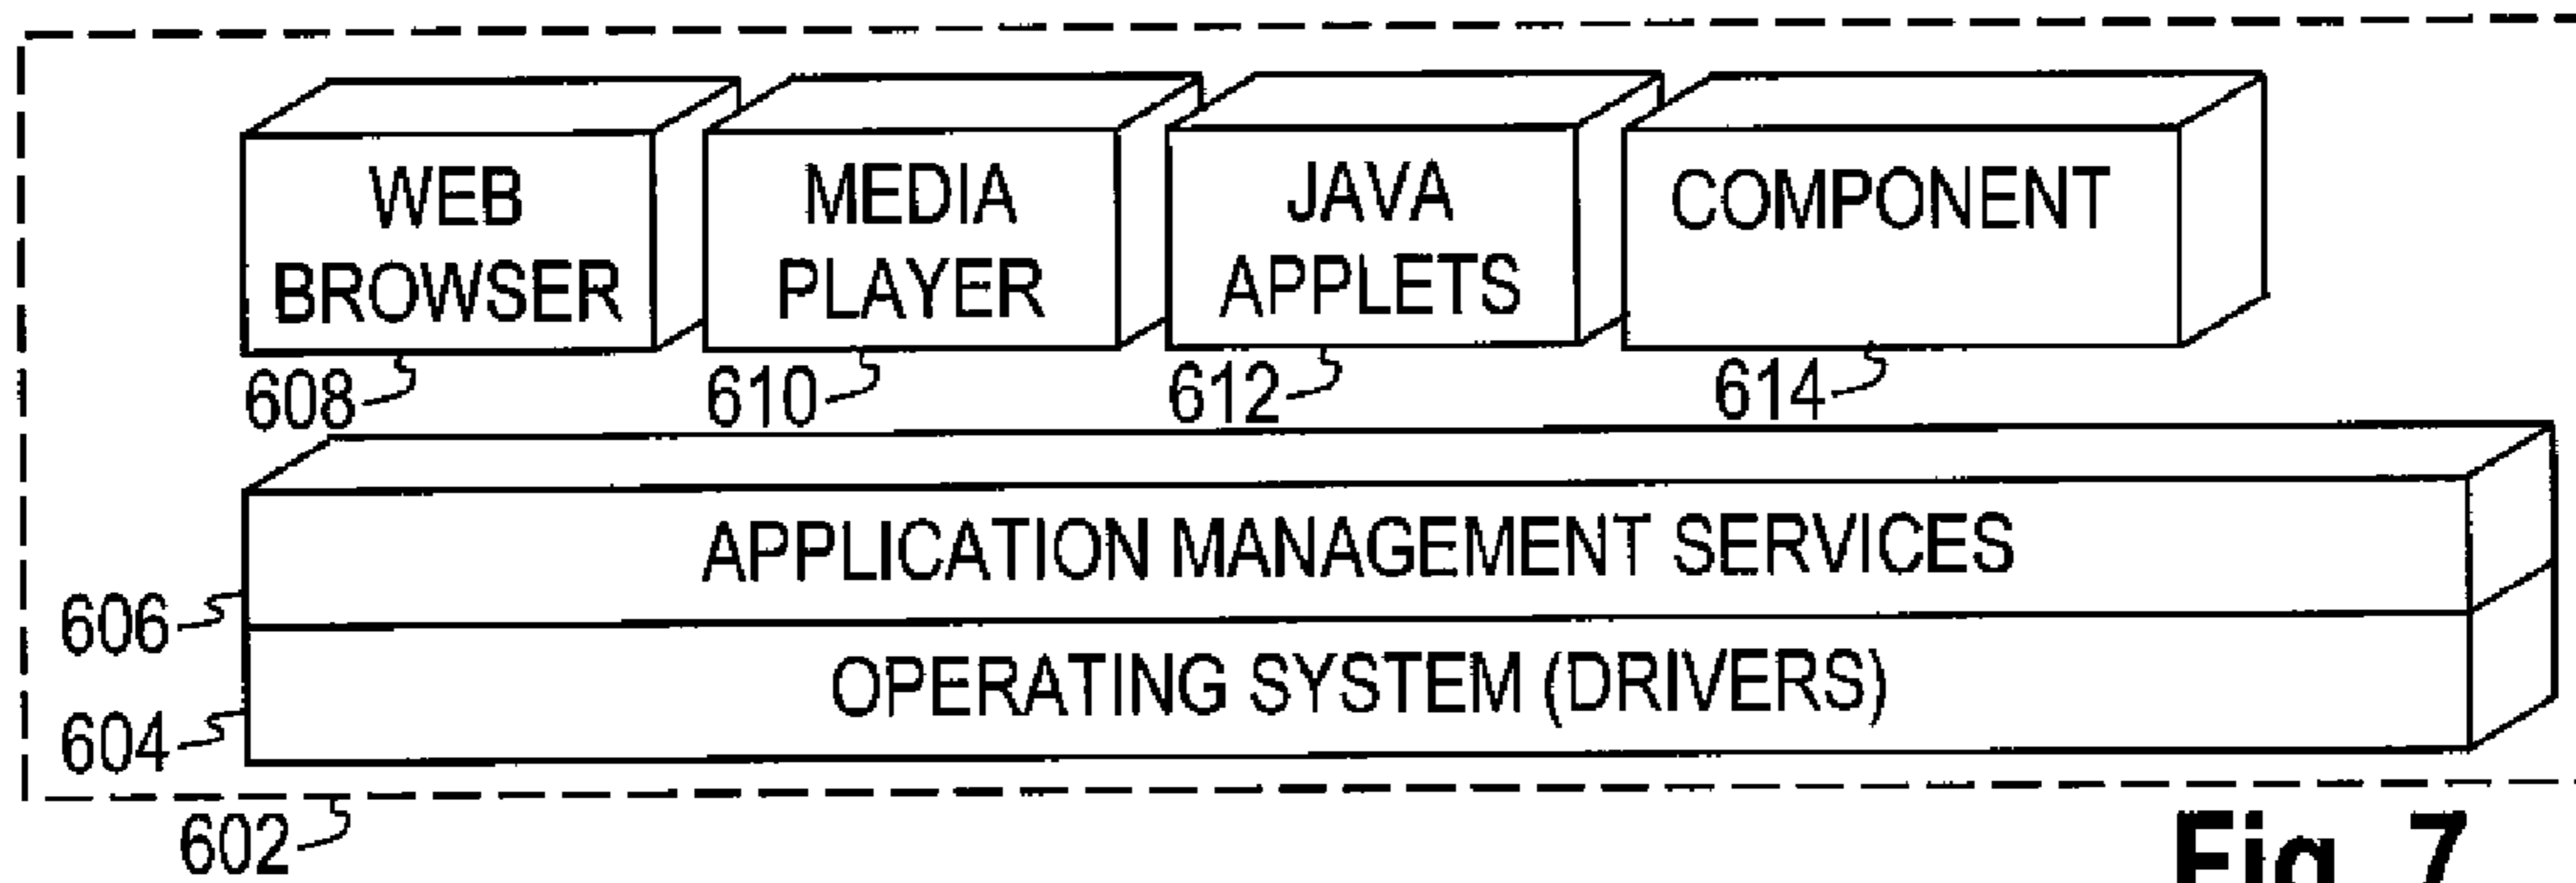 WEB
BROWSER
MEDIA
PLAYER
JAVA
APPLETS
COMPONENT
608
610
612
614
APPLICATION MANAGEMENT SERVICES
606
OPERATING SYSTEM (DRIVERS)
604
602
Fig. 7